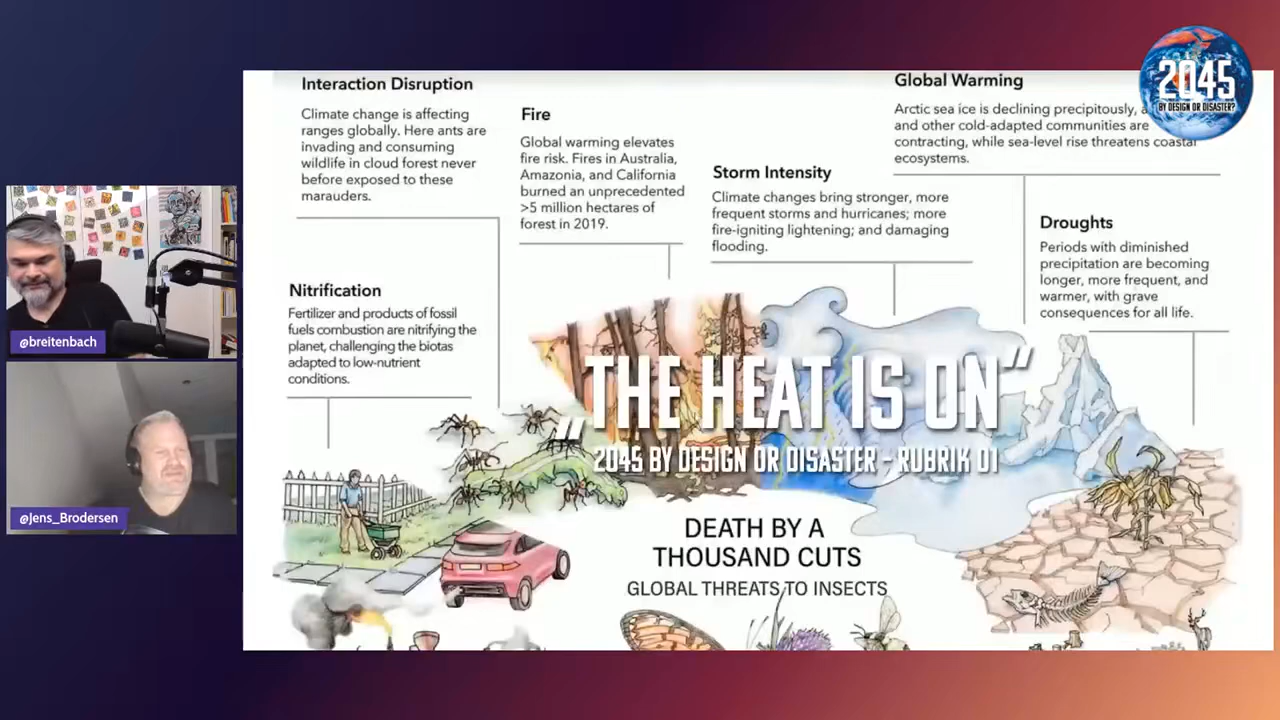 Interaction Disruption
Climate change is affecting
ranges globally. Here ants are
invading and consuming
wildlife in cloud forest never
before exposed to these
marauders.
Fire
Global warming elevates
fire risk. Fires in Australia,
Amazonia, and California
burned an unprecedented
>5 million hectares of
forest in 2019.
Storm Intensity
Climate changes bring stronger, more
frequent storms and hurricanes; more
fire-igniting lightening; and damaging
flooding.
Global Warming
Arctic sea ice is declining precipitously,
and other cold-adapted communities are
contracting, while sea-level rise threatens coastal
ecosystems.
2045
BY DESIGN OR DISASTER?
Droughts
Periods with diminished
precipitation are becoming
longer, more frequent, and
warmer, with grave
consequences for all life.
Nitrification
Fertilizer and products of fossil
fuels combustion are nitrifying the
planet, challenging the biotas
adapted to low-nutrient
conditions.
@breitenbach
@Jens_Brodersen
„THE HEAT IS ON“
2045 BY DESIGN OR DISASTER - RUBRIK 01
DEATH BY A
THOUSAND CUTS
GLOBAL THREATS TO INSECTS